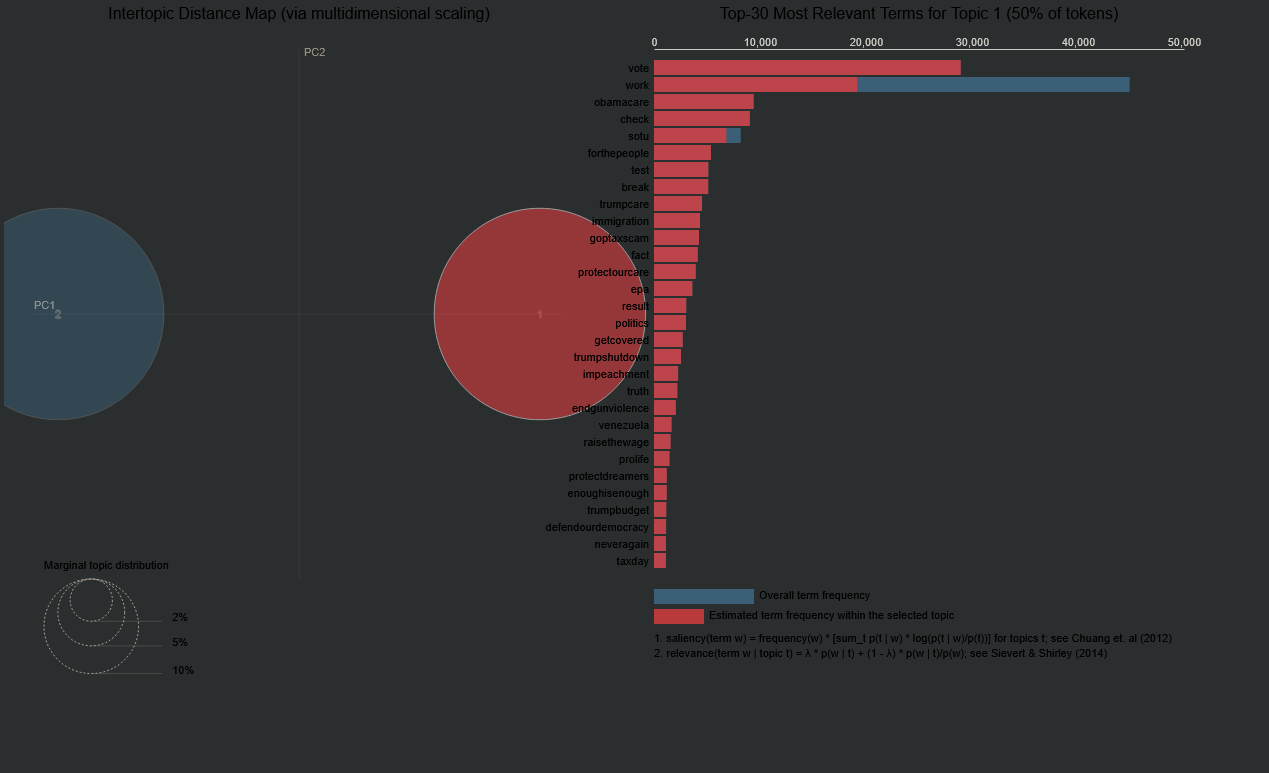 Intertopic Distance Map (via multidimensional scaling)
PC2
PC1
2
1
Marginal topic distribution
2%
5%
10%
Top-30 Most Relevant Terms for Topic 1 (50% of tokens)
0 10,000 20,000 30,000 40,000 50,000
vote
work
obamacare
check
sotu
forthepeople
test
break
trumpcare
immigration
goptaxscam
fact
protectourcare
epa
result
politics
getcovered
trumpshutdown
impeachment
truth
endgunviolence
venezuela
raisethewage
prolife
protectdreamers
enoughisenough
trumpbudget
defendourdemocracy
neveragain
taxday
Overall term frequency
Estimated term frequency within the selected topic
1. saliency(term w) = frequency(w) * [sum_t p(t | w) * log(p(t | w)/p(t))] for topics t; see Chuang et. al (2012)
2. relevance(term w | topic t) = λ * p(w | t) + (1 - λ) * p(w | t)/p(w); see Sievert & Shirley (2014)